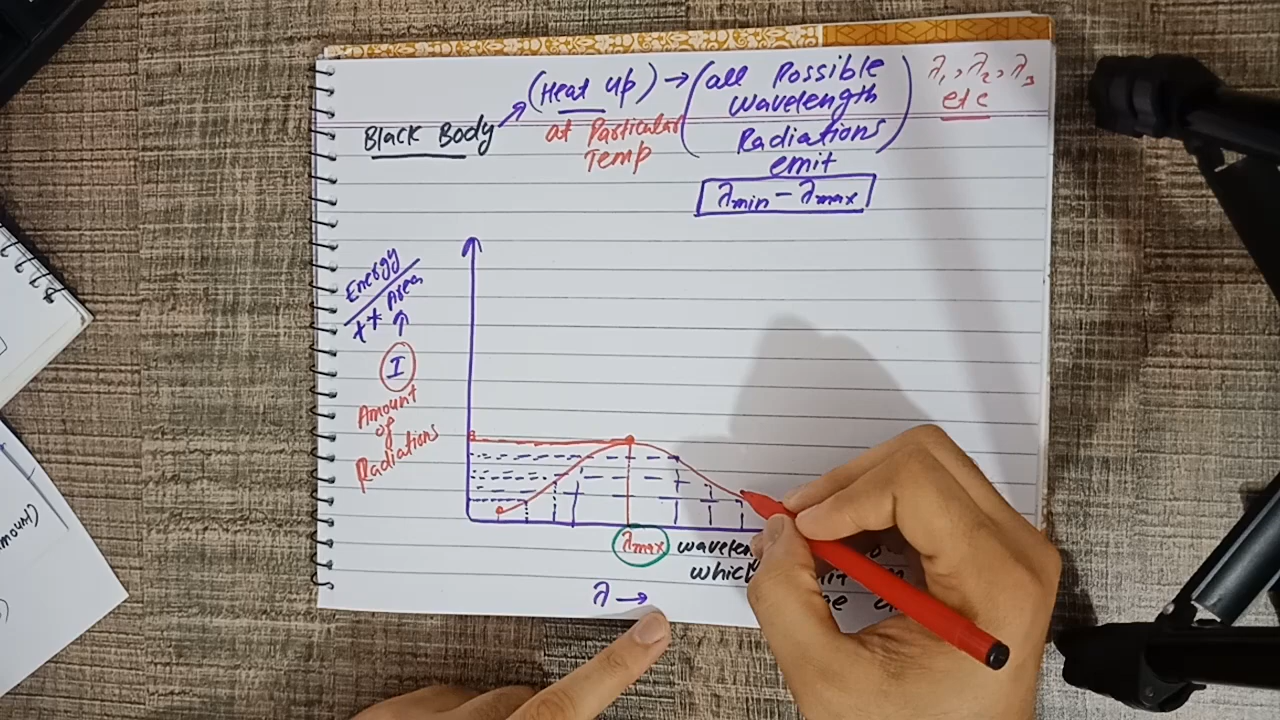 Black Body
(Heat up) → (all Possible
wavelength
Radiations)
emit
at Particular
Temp
λ1, λ2, λ3
etc
λmin - λmax
Energy
t * Area
I
Amount
of
Radiations
λmax
which
λ →